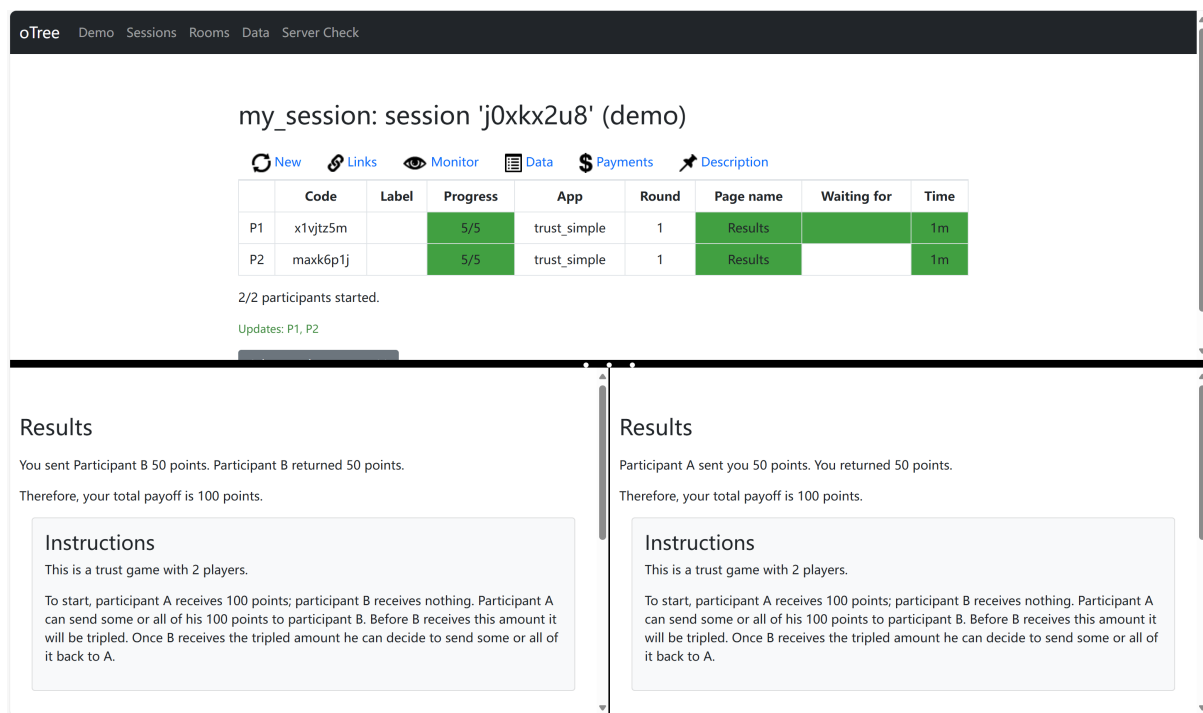 oTree Demo Sessions Rooms Data Server Check
my_session: session 'j0xkx2u8' (demo)
New Links Monitor Data Payments Description
Code Label Progress App Round Page name Waiting for Time
P1 x1vjtz5m 5/5 trust_simple 1 Results 1m
P2 maxk6p1j 5/5 trust_simple 1 Results 1m
2/2 participants started.
Updates: P1, P2
Results
You sent Participant B 50 points. Participant B returned 50 points.
Therefore, your total payoff is 100 points.
Instructions
This is a trust game with 2 players.
To start, participant A receives 100 points; participant B receives nothing. Participant A
can send some or all of his 100 points to participant B. Before B receives this amount it
will be tripled. Once B receives the tripled amount he can decide to send some or all of
it back to A.
Results
Participant A sent you 50 points. You returned 50 points.
Therefore, your total payoff is 100 points.
Instructions
This is a trust game with 2 players.
To start, participant A receives 100 points; participant B receives nothing. Participant A
can send some or all of his 100 points to participant B. Before B receives this amount it
will be tripled. Once B receives the tripled amount he can decide to send some or all of
it back to A.